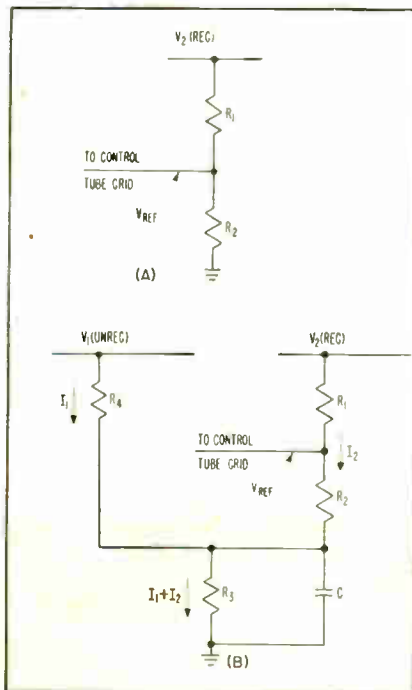 V2 (REG)
R1
TO CONTROL
TUBE GRID
VREF
R2
(A)
V1 (UNREG)
V2 (REG)
I1
R4
R1
TO CONTROL
TUBE GRID
I2
VREF
R2
I1+I2
R3
C
(B)